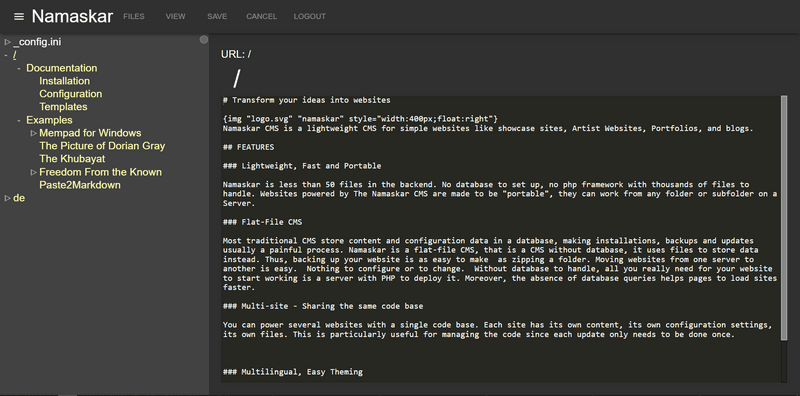 Namaskar FILES VIEW SAVE CANCEL LOGOUT
_config.ini
/
Documentation
Installation
Configuration
Templates
Examples
Mempad for Windows
The Picture of Dorian Gray
The Khubayat
Freedom From the Known
Paste2Markdown
de
URL: /
/
# Transform your ideas into websites
{img "logo.svg" "namaskar" style="width:400px;float:right"}
Namaskar CMS is a lightweight CMS for simple websites like showcase sites, Artist Websites, Portfolios, and blogs.
## FEATURES
### Lightweight, Fast and Portable
Namaskar is less than 50 files in the backend. No database to set up, no php framework with thousands of files to
handle. Websites powered by The Namaskar CMS are made to be "portable", they can work from any folder or subfolder on a
Server.
### Flat-File CMS
Most traditional CMS store content and configuration data in a database, making installations, backups and updates
usually a painful process. Namaskar is a flat-file CMS, that is a CMS without database, it uses files to store data
instead. Thus, backing up your website is as easy to make  as zipping a folder. Moving websites from one server to
another is easy.  Nothing to configure or to change.  Without database to handle, all you really need for your website
to start working is a server with PHP to deploy it. Moreover, the absence of database queries helps pages to load sites
faster.
### Multi-site - Sharing the same code base
You can power several websites with a single code base. Each site has its own content, its own configuration settings,
its own files. This is particularly useful for managing the code since each update only needs to be done once.
### Multilingual, Easy Theming